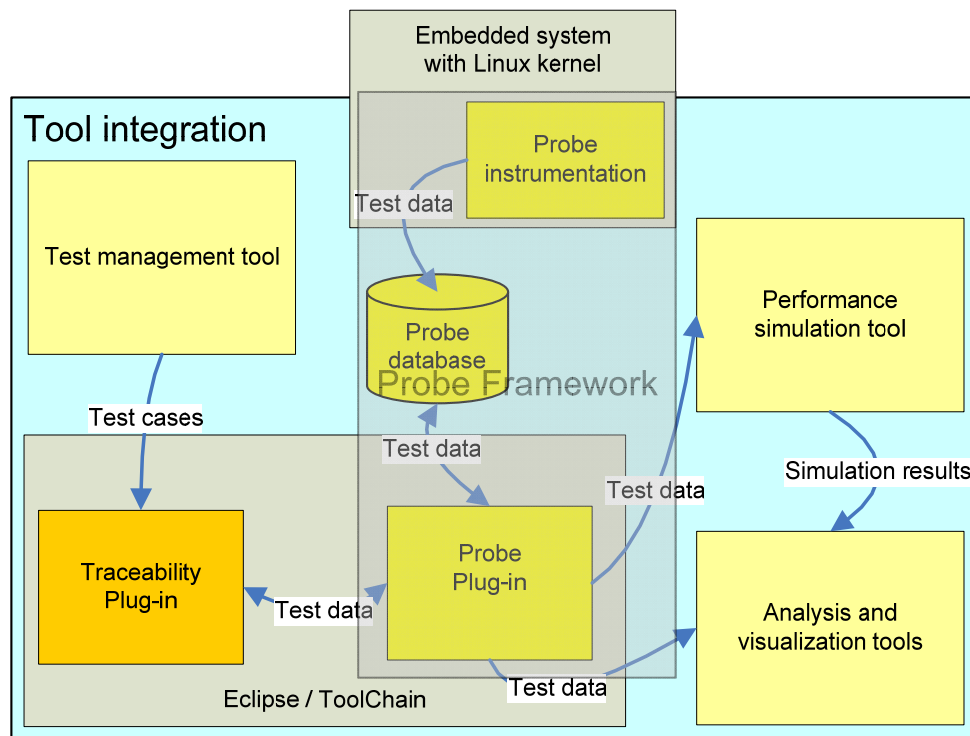 Embedded system
with Linux kernel
Tool integration
Probe
instrumentation
Test data
Test management tool
Performance
simulation tool
Probe
database
Probe Framework
Test cases
Test data
Simulation results
Test data
Probe
Plug-in
Traceability
Plug-in
Test data
Analysis and
visualization tools
Test data
Eclipse / ToolChain